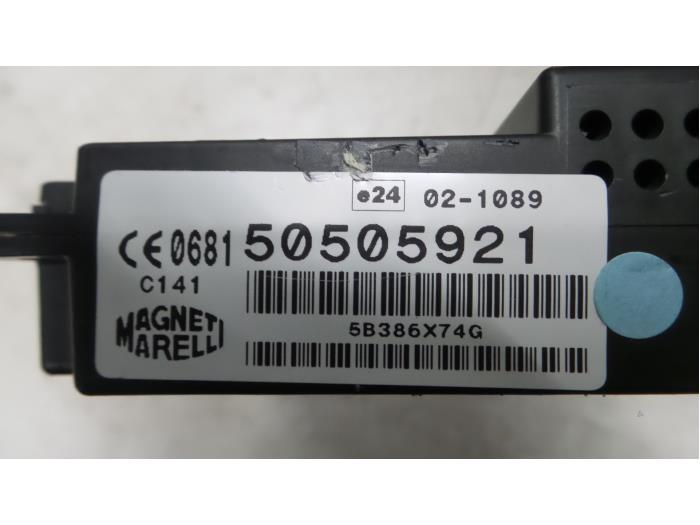 e24 02-1089
CE0681 50505921
C141
MAGNETI MARELLI
5B386X74G